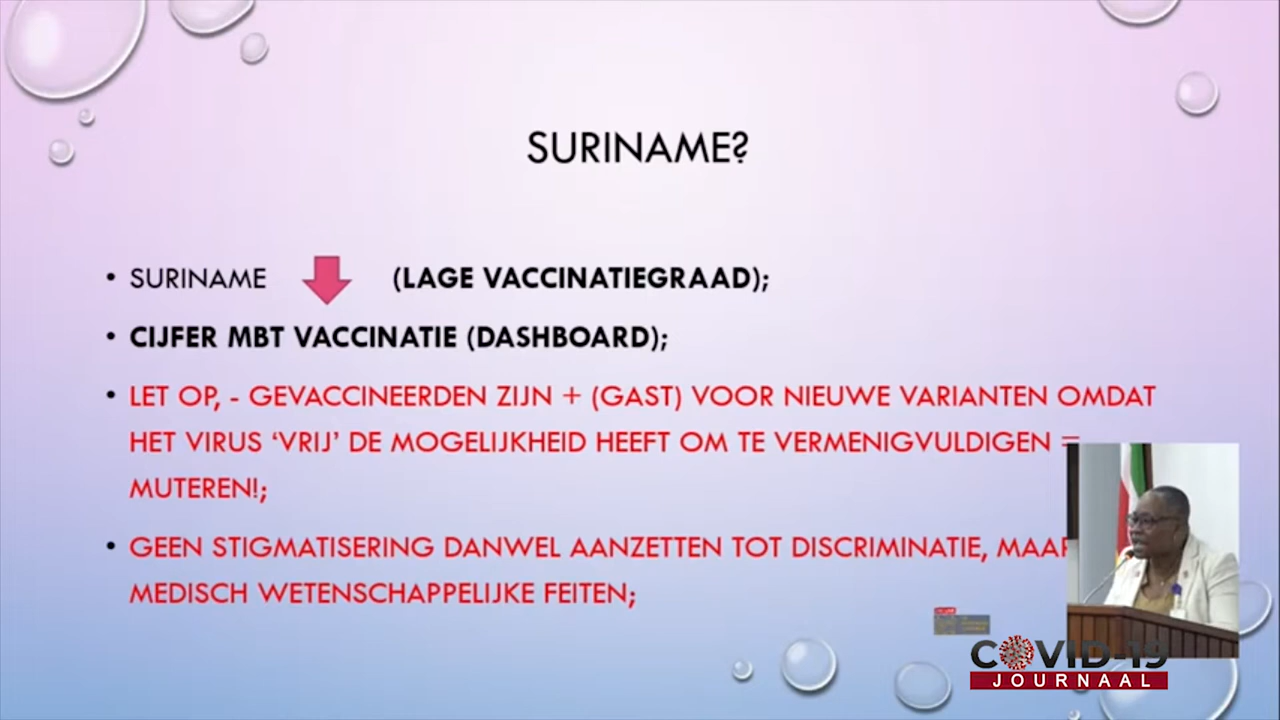 SURINAME?
• SURINAME (LAGE VACCINATIEGRAAD);
• CIJFER MBT VACCINATIE (DASHBOARD);
• LET OP, - GEVACCINEERDEN ZIJN + (GAST) VOOR NIEUWE VARIANTEN OMDAT
HET VIRUS ‘VRIJ’ DE MOGELIJKHEID HEEFT OM TE VERMENIGVULDIGEN =
MUTEREN!;
• GEEN STIGMATISERING DANWEL AANZETTEN TOT DISCRIMINATIE, MAAR
MEDISCH WETENSCHAPPELIJKE FEITEN;
COVID-19
JOURNAAL